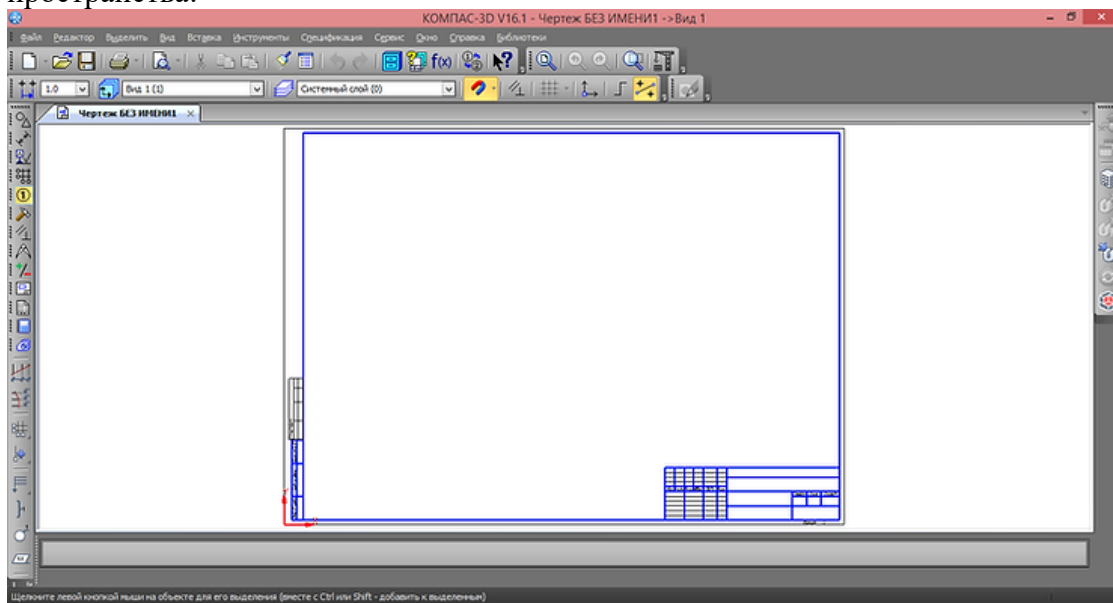 пространства.
КОМПАС-3D V16.1 - Чертеж БЕЗ ИМЕНИ1 ->Вид 1
Файл Редактор Выделить Вид Вставка Инструменты Спецификация Сервис Окно Справка Библиотеки
f(x)
1.0 Вид 1 (1) Системный слой (0)
Чертеж БЕЗ ИМЕНИ1
Щелкните левой кнопкой мыши на объекте для его выделения (вместе с Ctrl или Shift - добавить к выделенным)